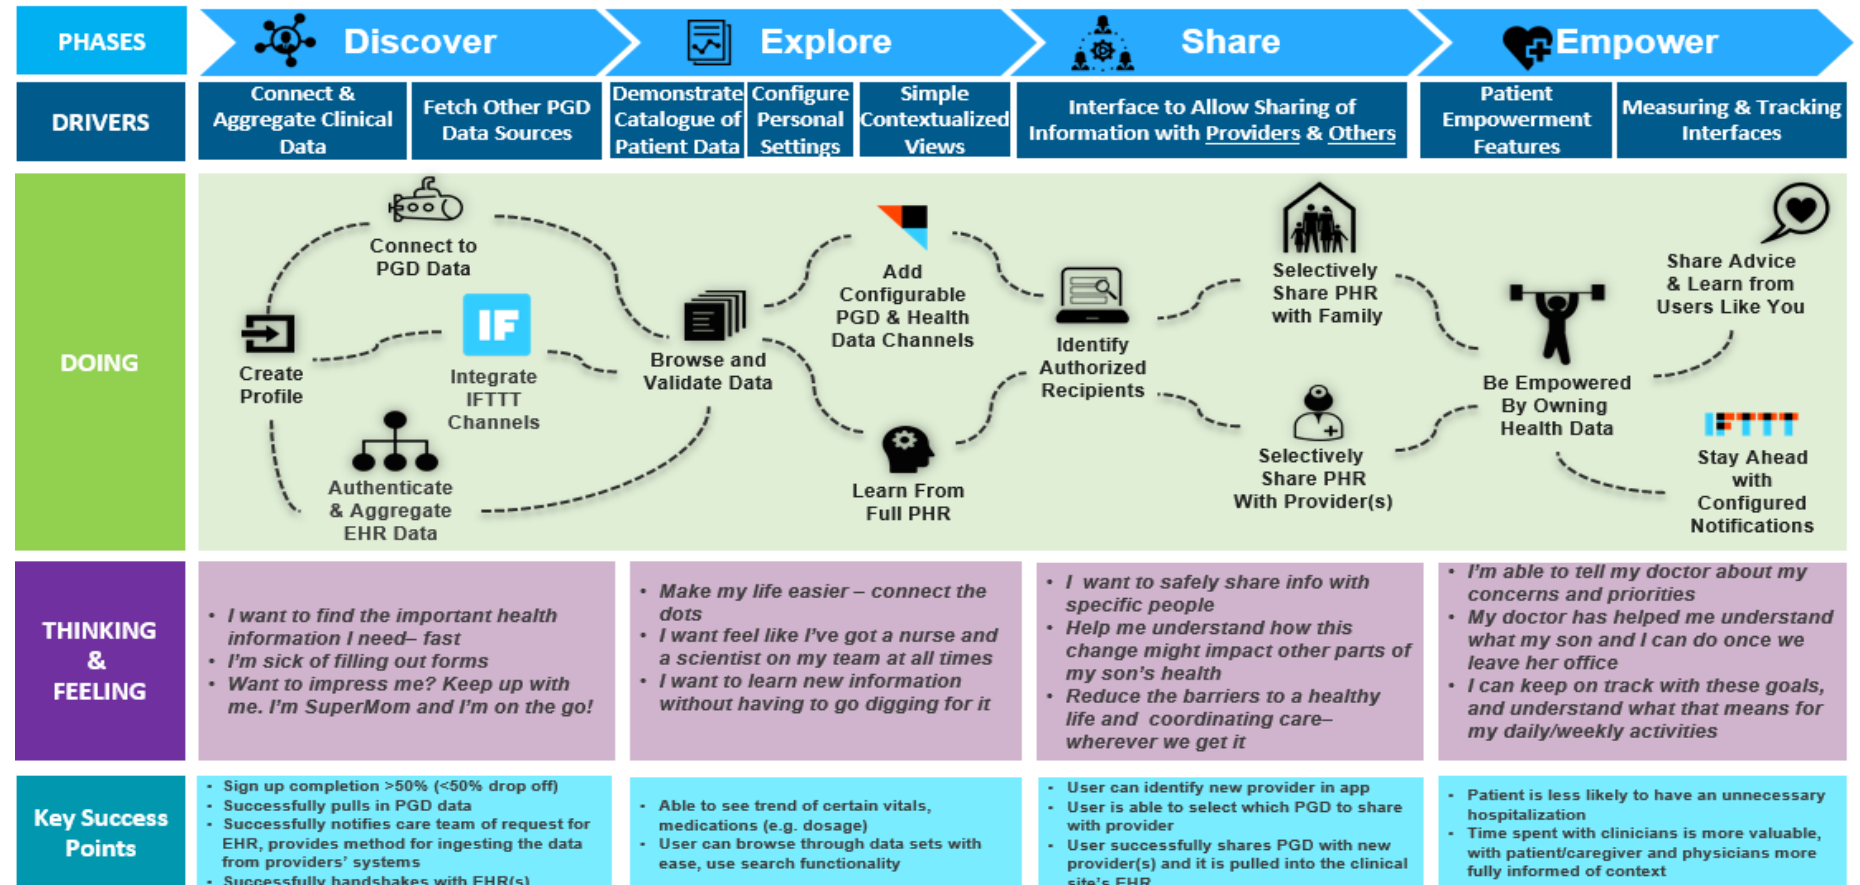 PHASES
Discover
Explore
Share
Empower
DRIVERS
Connect &
Aggregate Clinical
Data
Fetch Other PGD
Data Sources
Demonstrate
Catalogue of
Patient Data
Configure
Personal
Settings
Simple
Contextualized
Views
Interface to Allow Sharing of
Information with Providers & Others
Patient
Empowerment
Features
Measuring & Tracking
Interfaces
DOING
Create
Profile
Connect to
PGD Data
IF
Integrate
IFTTT
Channels
Authenticate
& Aggregate
EHR Data
Browse and
Validate Data
Add
Configurable
PGD & Health
Data Channels
Learn From
Full PHR
Identify
Authorized
Recipients
Selectively
Share PHR
with Family
Selectively
Share PHR
With Provider(s)
Be Empowered
By Owning
Health Data
Share Advice
& Learn from
Users Like You
IFTTT
Stay Ahead
with
Configured
Notifications
THINKING
&
FEELING
• I want to find the important health
information I need– fast
• I'm sick of filling out forms
• Want to impress me? Keep up with
me. I'm SuperMom and I'm on the go!
• Make my life easier – connect the
dots
• I want feel like I've got a nurse and
a scientist on my team at all times
• I want to learn new information
without having to go digging for it
• I want to safely share info with
specific people
• Help me understand how this
change might impact other parts of
my son's health
• Reduce the barriers to a healthy
life and coordinating care–
wherever we get it
• I'm able to tell my doctor about my
concerns and priorities
• My doctor has helped me understand
what my son and I can do once we
leave her office
• I can keep on track with these goals,
and understand what that means for
my daily/weekly activities
Key Success
Points
• Sign up completion >50% (<50% drop off)
• Successfully pulls in PGD data
• Successfully notifies care team of request for
EHR, provides method for ingesting the data
from providers' systems
• Successfully handshakes with EHR(s)
• Able to see trend of certain vitals,
medications (e.g. dosage)
• User can browse through data sets with
ease, use search functionality
• User can identify new provider in app
• User is able to select which PGD to share
with provider
• User successfully shares PGD with new
provider(s) and it is pulled into the clinical
site's EHR
• Patient is less likely to have an unnecessary
hospitalization
• Time spent with clinicians is more valuable,
with patient/caregiver and physicians more
fully informed of context